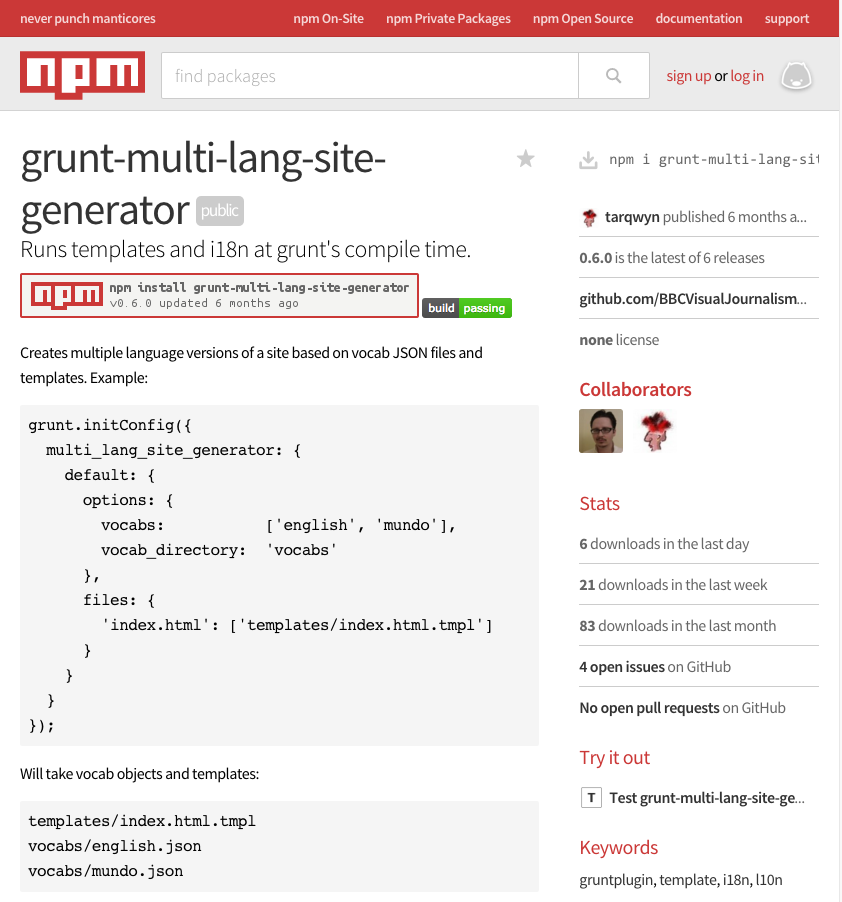 never punch manticores
npm On-Site npm Private Packages npm Open Source documentation support
npm
find packages
sign up or log in
grunt-multi-lang-site-
generator public
Runs templates and i18n at grunt's compile time.
npm npm install grunt-multi-lang-site-generator
v0.6.0 updated 6 months ago
build passing
Creates multiple language versions of a site based on vocab JSON files and
templates. Example:
grunt.initConfig({
  multi_lang_site_generator: {
    default: {
      options: {
        vocabs:           ['english', 'mundo'],
        vocab_directory:  'vocabs'
      },
      files: {
        'index.html': ['templates/index.html.tmpl']
      }
    }
  }
});
Will take vocab objects and templates:
templates/index.html.tmpl
vocabs/english.json
vocabs/mundo.json
npm i grunt-multi-lang-sit
tarqwyn published 6 months a...
0.6.0 is the latest of 6 releases
github.com/BBCVisualJournalism...
none license
Collaborators
Stats
6 downloads in the last day
21 downloads in the last week
83 downloads in the last month
4 open issues on GitHub
No open pull requests on GitHub
Try it out
T Test grunt-multi-lang-site-ge...
Keywords
gruntplugin, template, i18n, l10n